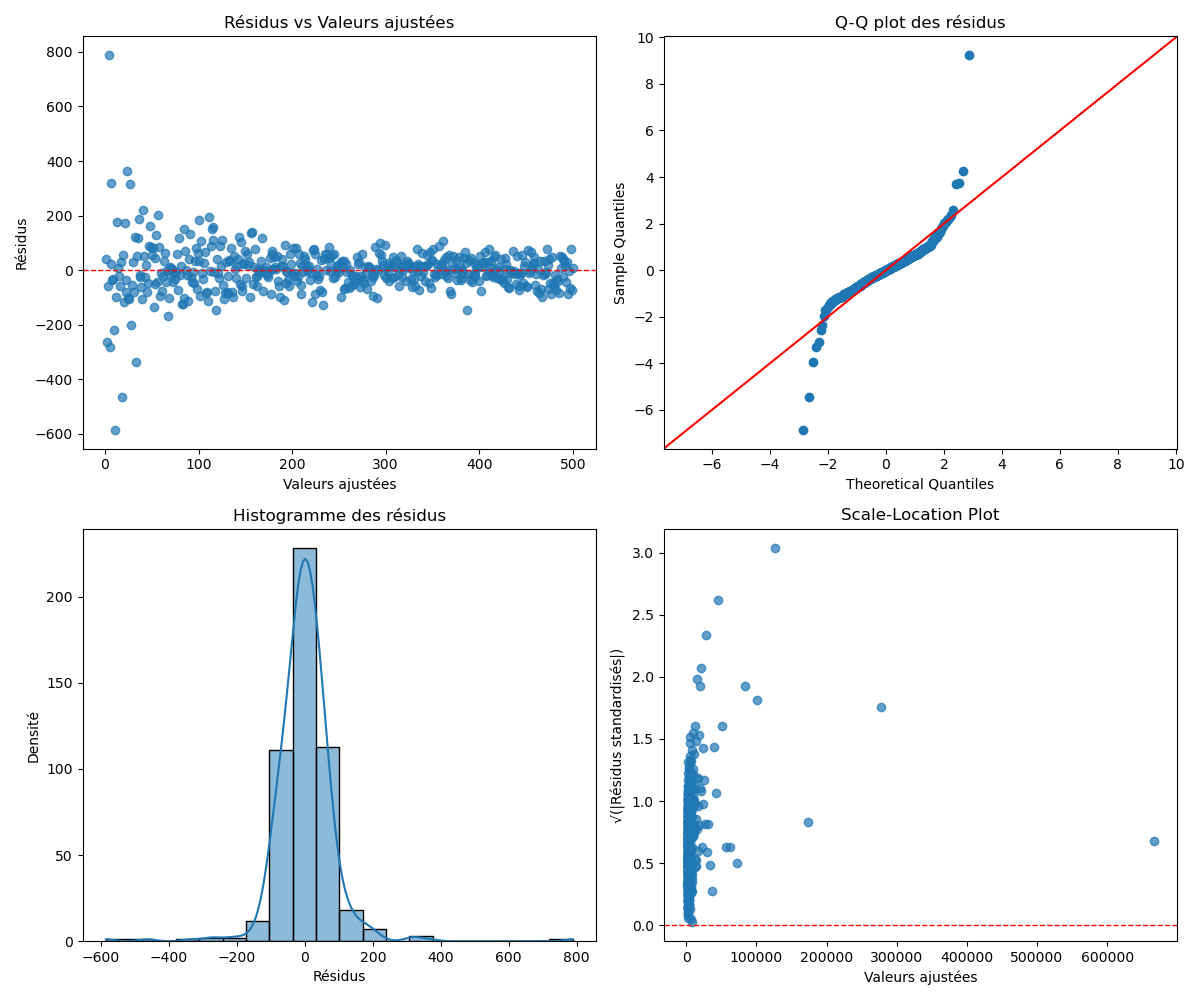 Résidus vs Valeurs ajustées
800
600
400
200
0
−200
−400
−600
Résidus
0 100 200 300 400 500
Valeurs ajustées
Q-Q plot des résidus
10
8
6
4
2
0
−2
−4
−6
Sample Quantiles
−6 −4 −2 0 2 4 6 8 10
Theoretical Quantiles
Histogramme des résidus
200
150
100
50
0
Densité
−600 −400 −200 0 200 400 600 800
Résidus
Scale-Location Plot
3.0
2.5
2.0
1.5
1.0
0.5
0.0
√(|Résidus standardisés|)
0 100000 200000 300000 400000 500000 600000
Valeurs ajustées